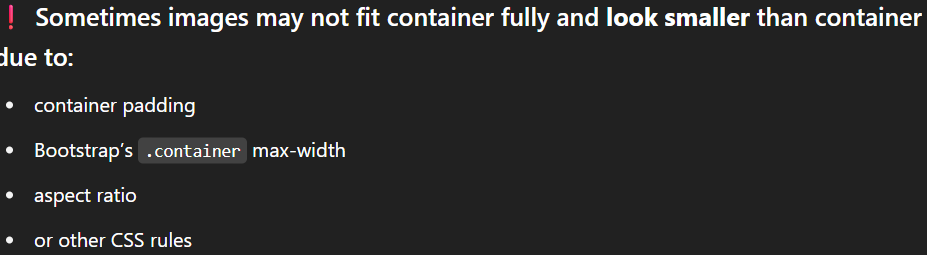 ❗ Sometimes images may not fit container fully and look smaller than container
due to:
• container padding
• Bootstrap’s .container max-width
• aspect ratio
• or other CSS rules